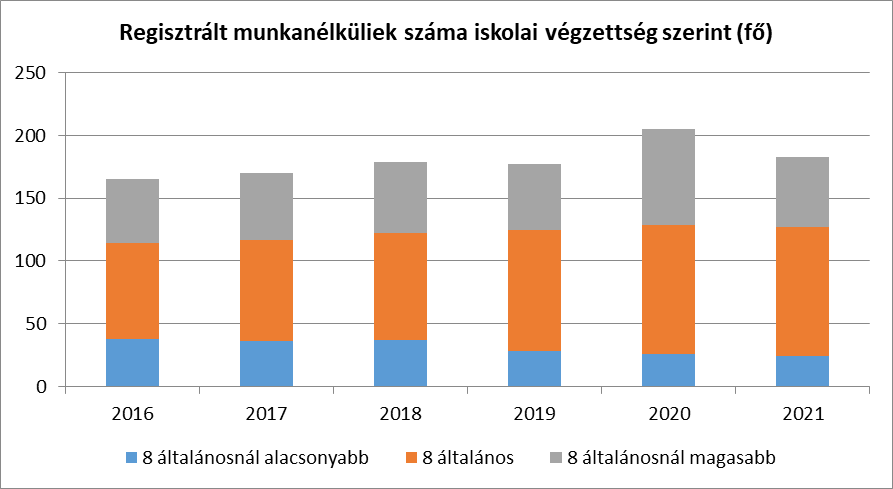 Regisztrált munkanélküliek száma iskolai végzettség szerint (fő)
250
200
150
100
50
0
2016 2017 2018 2019 2020 2021
8 általánosnál alacsonyabb 8 általános 8 általánosnál magasabb